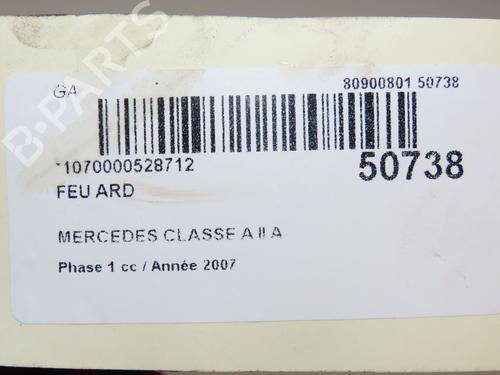 GA 80900801 50738
*1070000528712 50738
FEU ARD
MERCEDES CLASSE A II A
Phase 1 cc / Année 2007
B-PARTS